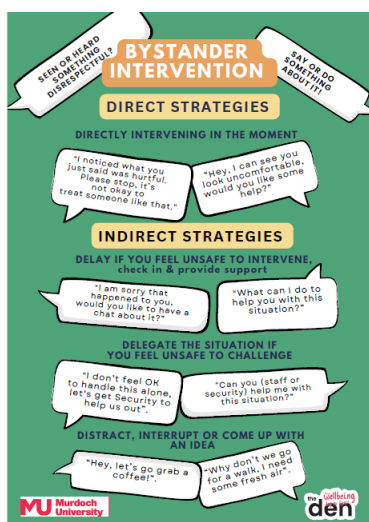 SEEN OR HEARD
SOMETHING
DISRESPECTFUL?
BYSTANDER
INTERVENTION
SAY OR DO
SOMETHING
ABOUT IT!
DIRECT STRATEGIES
DIRECTLY INTERVENING IN THE MOMENT
"I noticed what you
just said was hurtful.
Please stop, it's
not okay to
treat someone like that."
"Hey, I can see you
look uncomfortable,
would you like some
help?"
INDIRECT STRATEGIES
DELAY IF YOU FEEL UNSAFE TO INTERVENE,
check in & provide support
"I am sorry that
happened to you,
would you like to have a
chat about it?"
"What can I do to
help you with this
situation?"
DELEGATE THE SITUATION IF
YOU FEEL UNSAFE TO CHALLENGE
"I don't feel OK
to handle this alone,
let's get Security to
help us out".
"Can you (staff or
security) help me with
this situation?"
DISTRACT, INTERRUPT OR COME UP WITH
AN IDEA
"Hey, let's go grab a
coffee!".
"Why don't we go
for a walk, I need
some fresh air".
MU Murdoch
University
the wellbeing
den